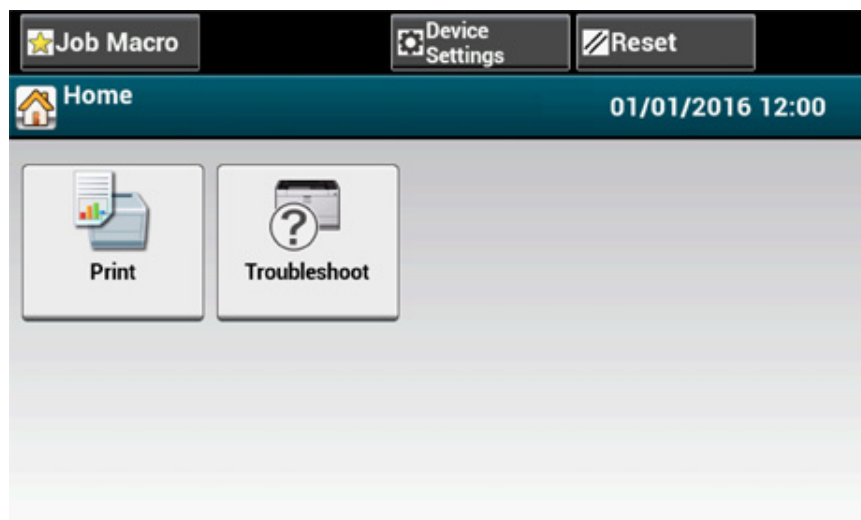 Job Macro
Device
Settings
Reset
Home
01/01/2016 12:00
Print
Troubleshoot